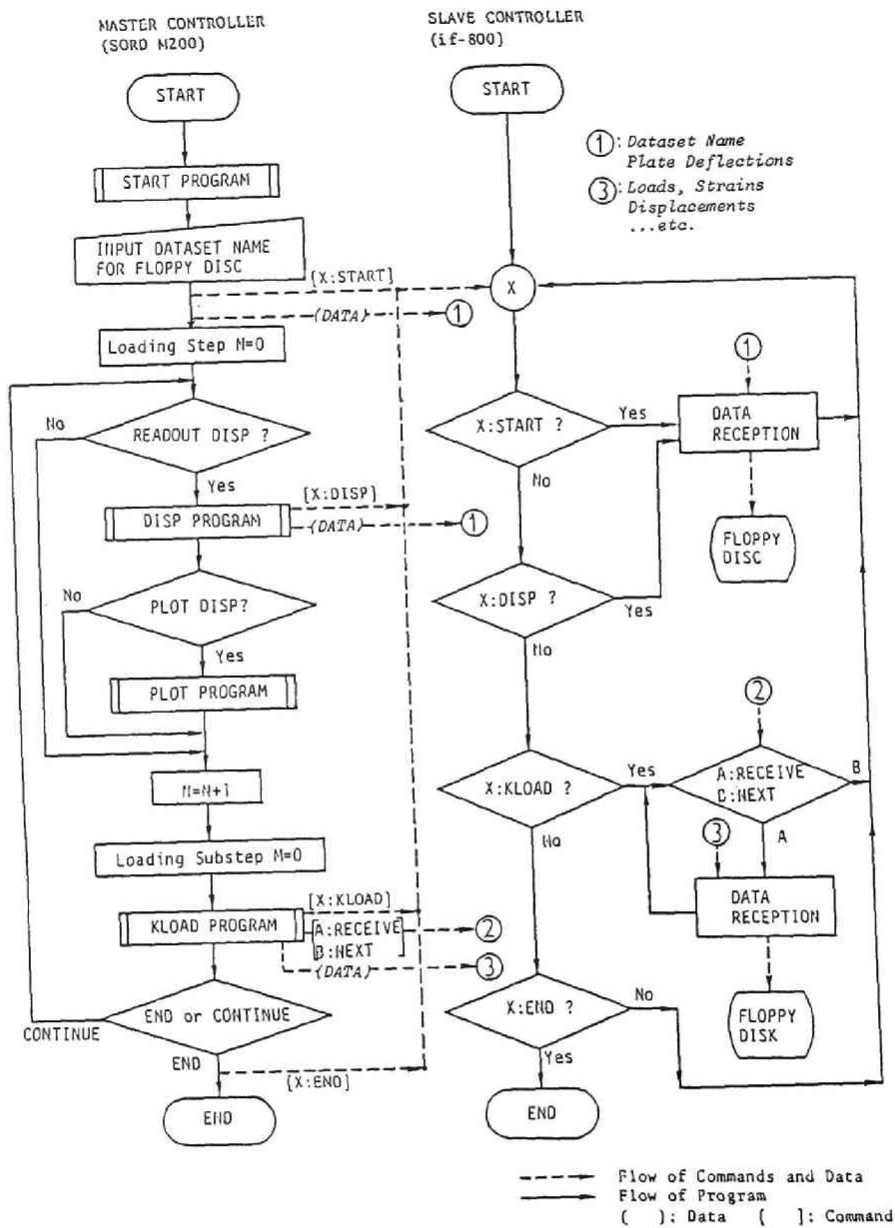 MASTER CONTROLLER
(SORD M200)
START
START PROGRAM
INPUT DATASET NAME
FOR FLOPPY DISC
[X:START]
(DATA)
1
Loading Step N=0
READOUT DISP ?
No
Yes
[X:DISP]
DISP PROGRAM
(DATA)
1
PLOT DISP?
No
Yes
PLOT PROGRAM
N=N+1
Loading Substep M=0
[X:KLOAD]
KLOAD PROGRAM
A:RECEIVE
B:NEXT
2
(DATA)
3
END or CONTINUE
CONTINUE
END
[X:END]
END
SLAVE CONTROLLER
(if-800)
START
1: Dataset Name
Plate Deflections
3: Loads, Strains
Displacements
...etc.
X
1
X:START ?
Yes
DATA
RECEPTION
No
FLOPPY
DISC
X:DISP ?
Yes
No
2
X:KLOAD ?
Yes
A:RECEIVE
B:NEXT
B
No
3
A
DATA
RECEPTION
X:END ?
No
FLOPPY
DISK
Yes
END
Flow of Commands and Data
Flow of Program
( ): Data [ ]: Command